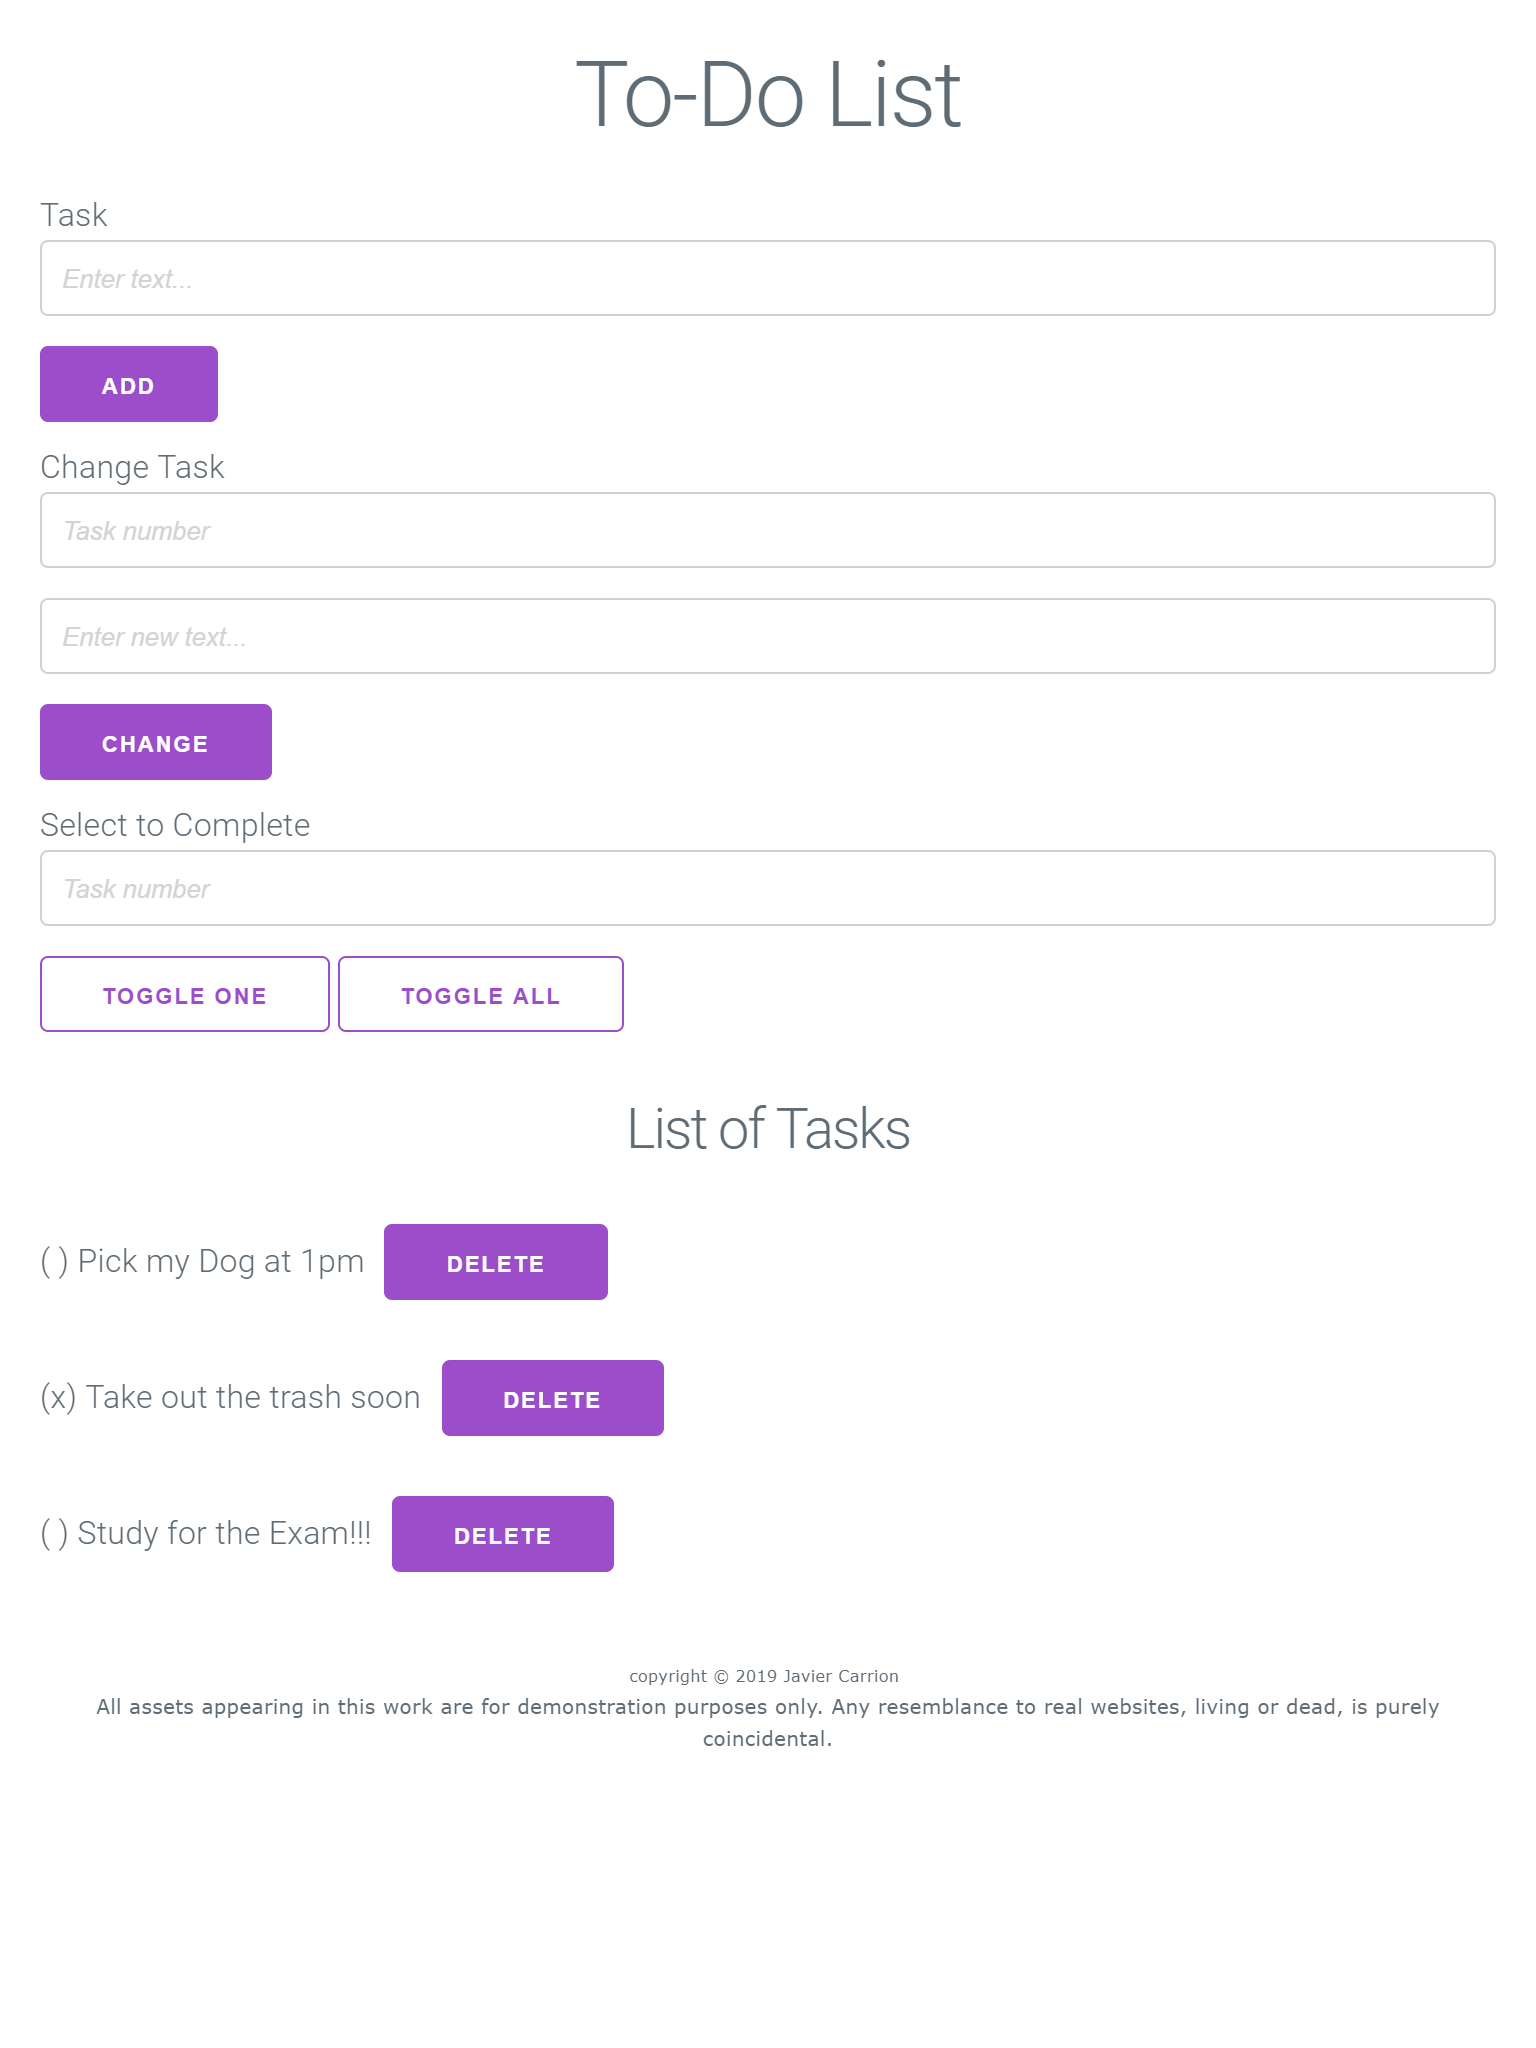 To-Do List
Task
Enter text...
ADD
Change Task
Task number
Enter new text...
CHANGE
Select to Complete
Task number
TOGGLE ONE TOGGLE ALL
List of Tasks
( ) Pick my Dog at 1pm DELETE
(x) Take out the trash soon DELETE
( ) Study for the Exam!!! DELETE
copyright © 2019 Javier Carrion
All assets appearing in this work are for demonstration purposes only. Any resemblance to real websites, living or dead, is purely
coincidental.